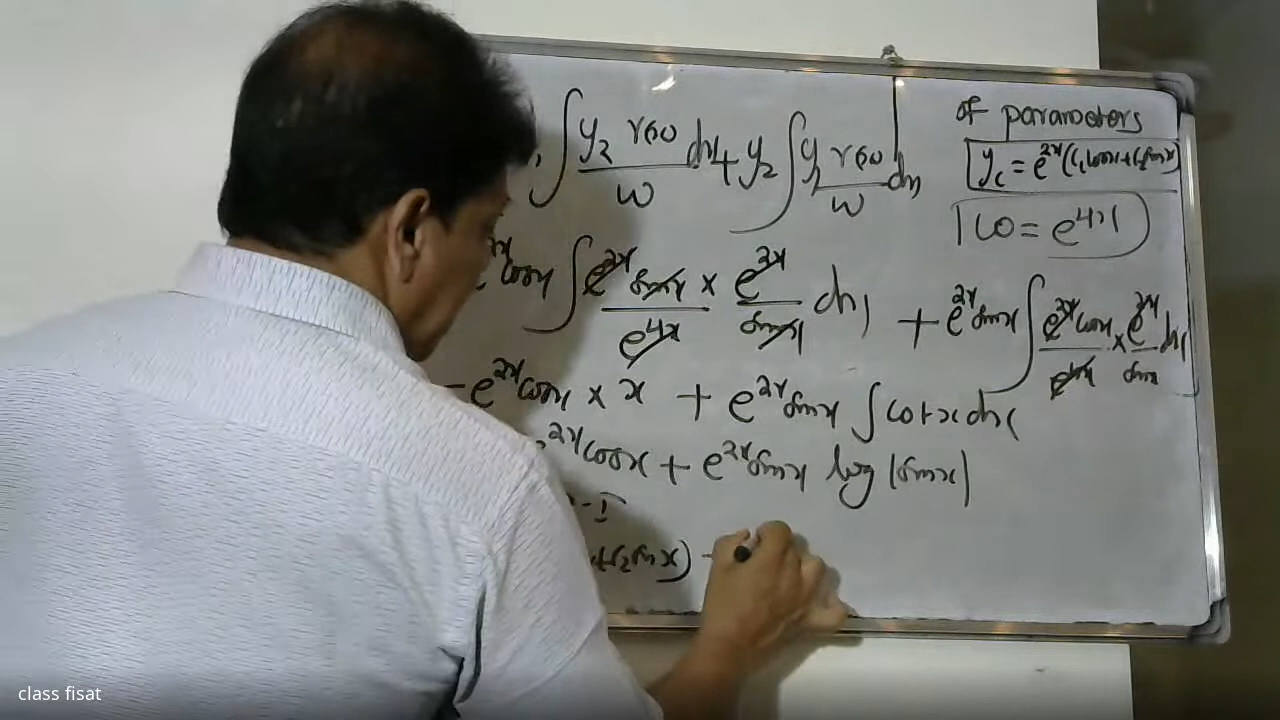 ∫ y₂ r(x)/w dx + y₂ ∫ y₁ r(x)/w dx
of parameters
y_c = e^{2x}(c₁cosx+c₂sinx)
w = e^{4x}
cosx ∫ e^{2x} sinx / e^{4x} × e^{2x} / sinx dx + e^{2x} sinx ∫ e^{2x} cosx / e^{4x} × e^{2x} / sinx dx
- e^{2x} cosx × x + e^{2x} sinx ∫ cotx dx
e^{2x} cosx + e^{2x} sinx log |sinx|
-I
+c₂sinx) -
class fisat